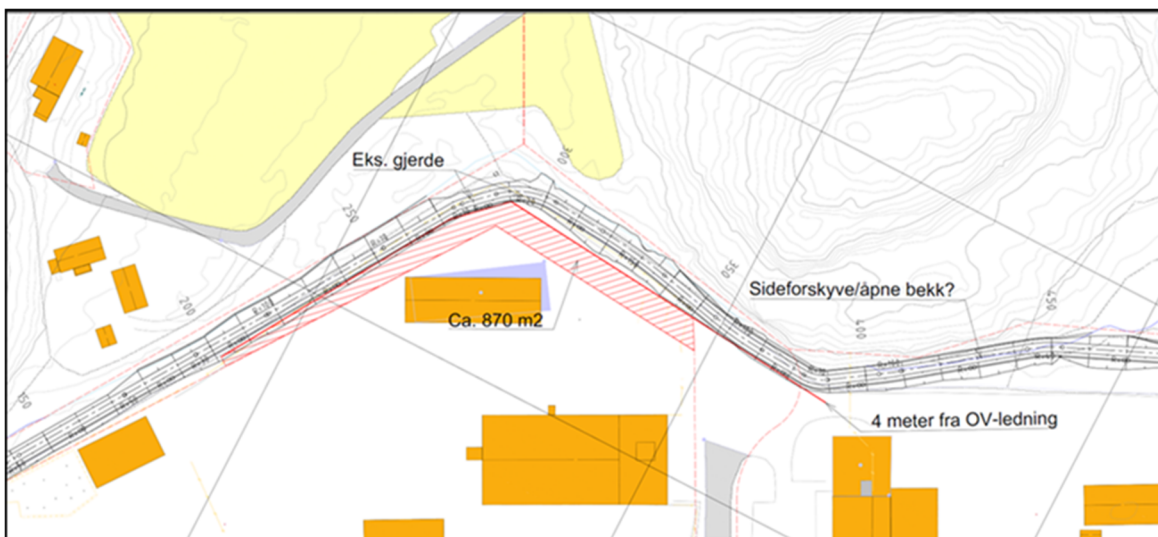 300
Eks. gjerde
250
350
Sideforskyve/åpne bekk?
200
450
Ca. 870 m2
400
150
4 meter fra OV-ledning